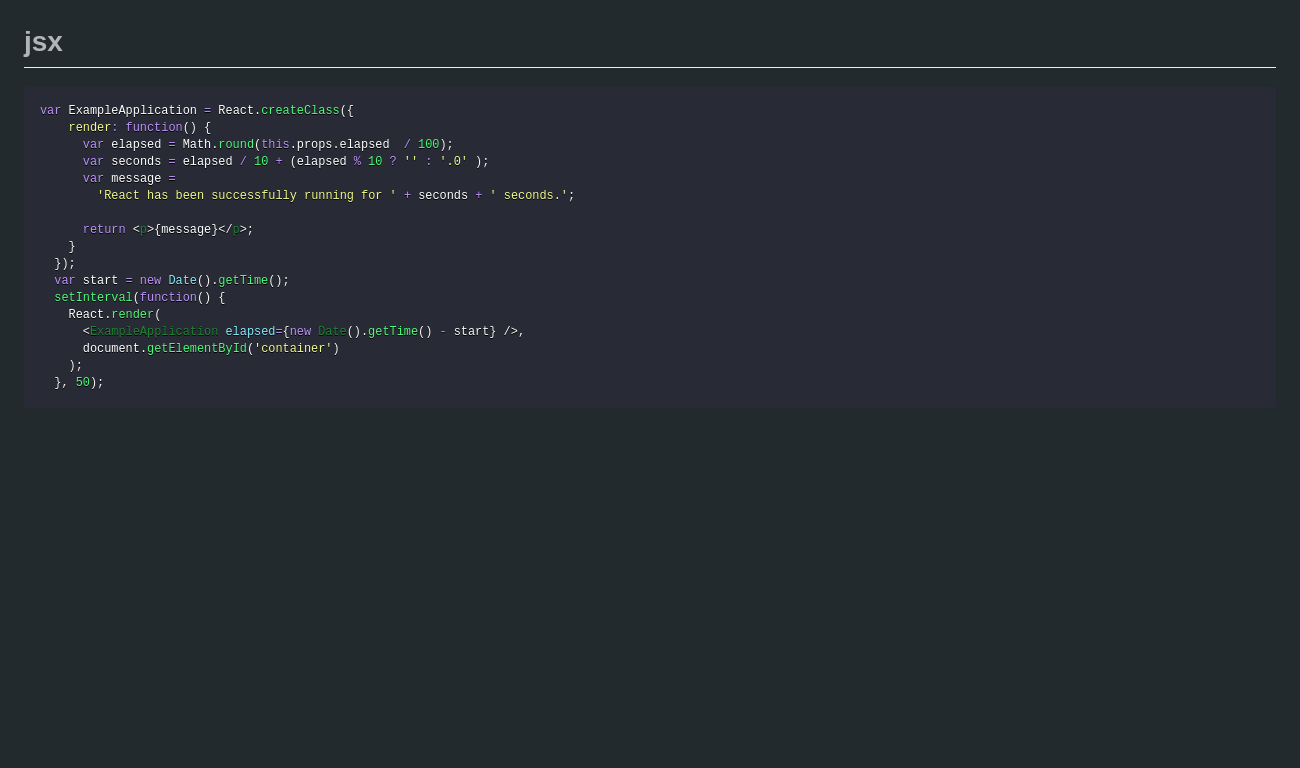 jsx
var ExampleApplication = React.createClass({
    render: function() {
      var elapsed = Math.round(this.props.elapsed  / 100);
      var seconds = elapsed / 10 + (elapsed % 10 ? '' : '.0' );
      var message =
        'React has been successfully running for ' + seconds + ' seconds.';

      return <p>{message}</p>;
    }
  });
  var start = new Date().getTime();
  setInterval(function() {
    React.render(
      <ExampleApplication elapsed={new Date().getTime() - start} />,
      document.getElementById('container')
    );
  }, 50);